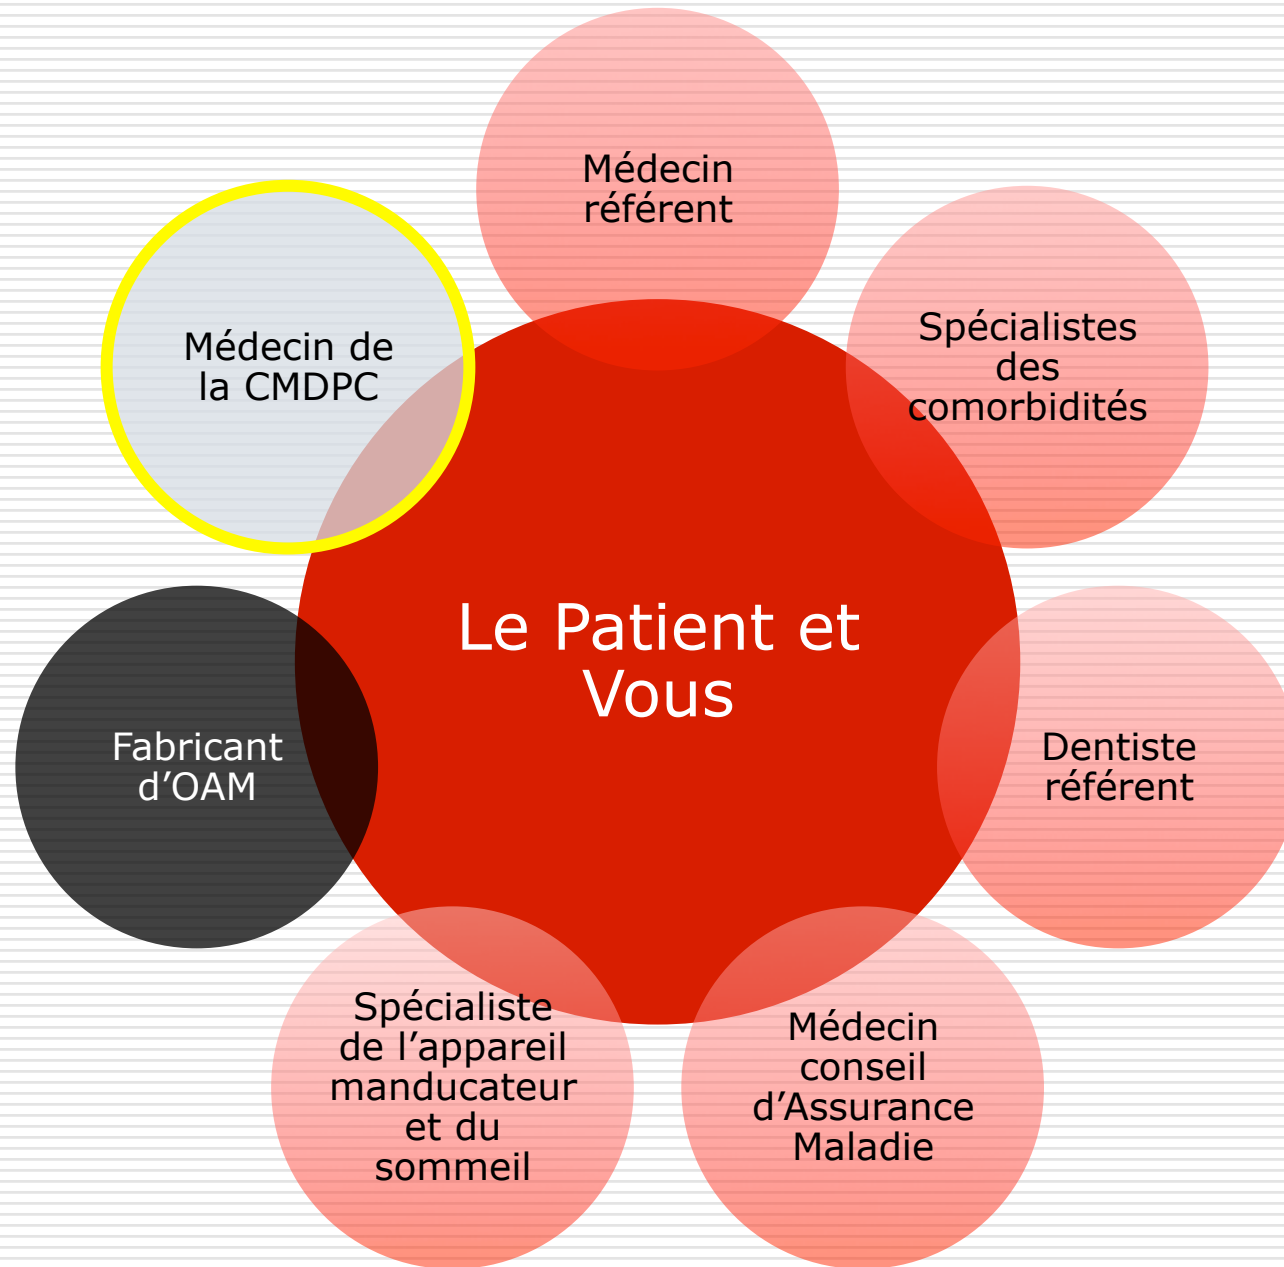 Médecin
référent
Spécialistes
des
comorbidités
Médecin de
la CMDPC
Le Patient et
Vous
Fabricant
d’OAM
Dentiste
référent
Spécialiste
de l’appareil
manducateur
et du
sommeil
Médecin
conseil
d’Assurance
Maladie